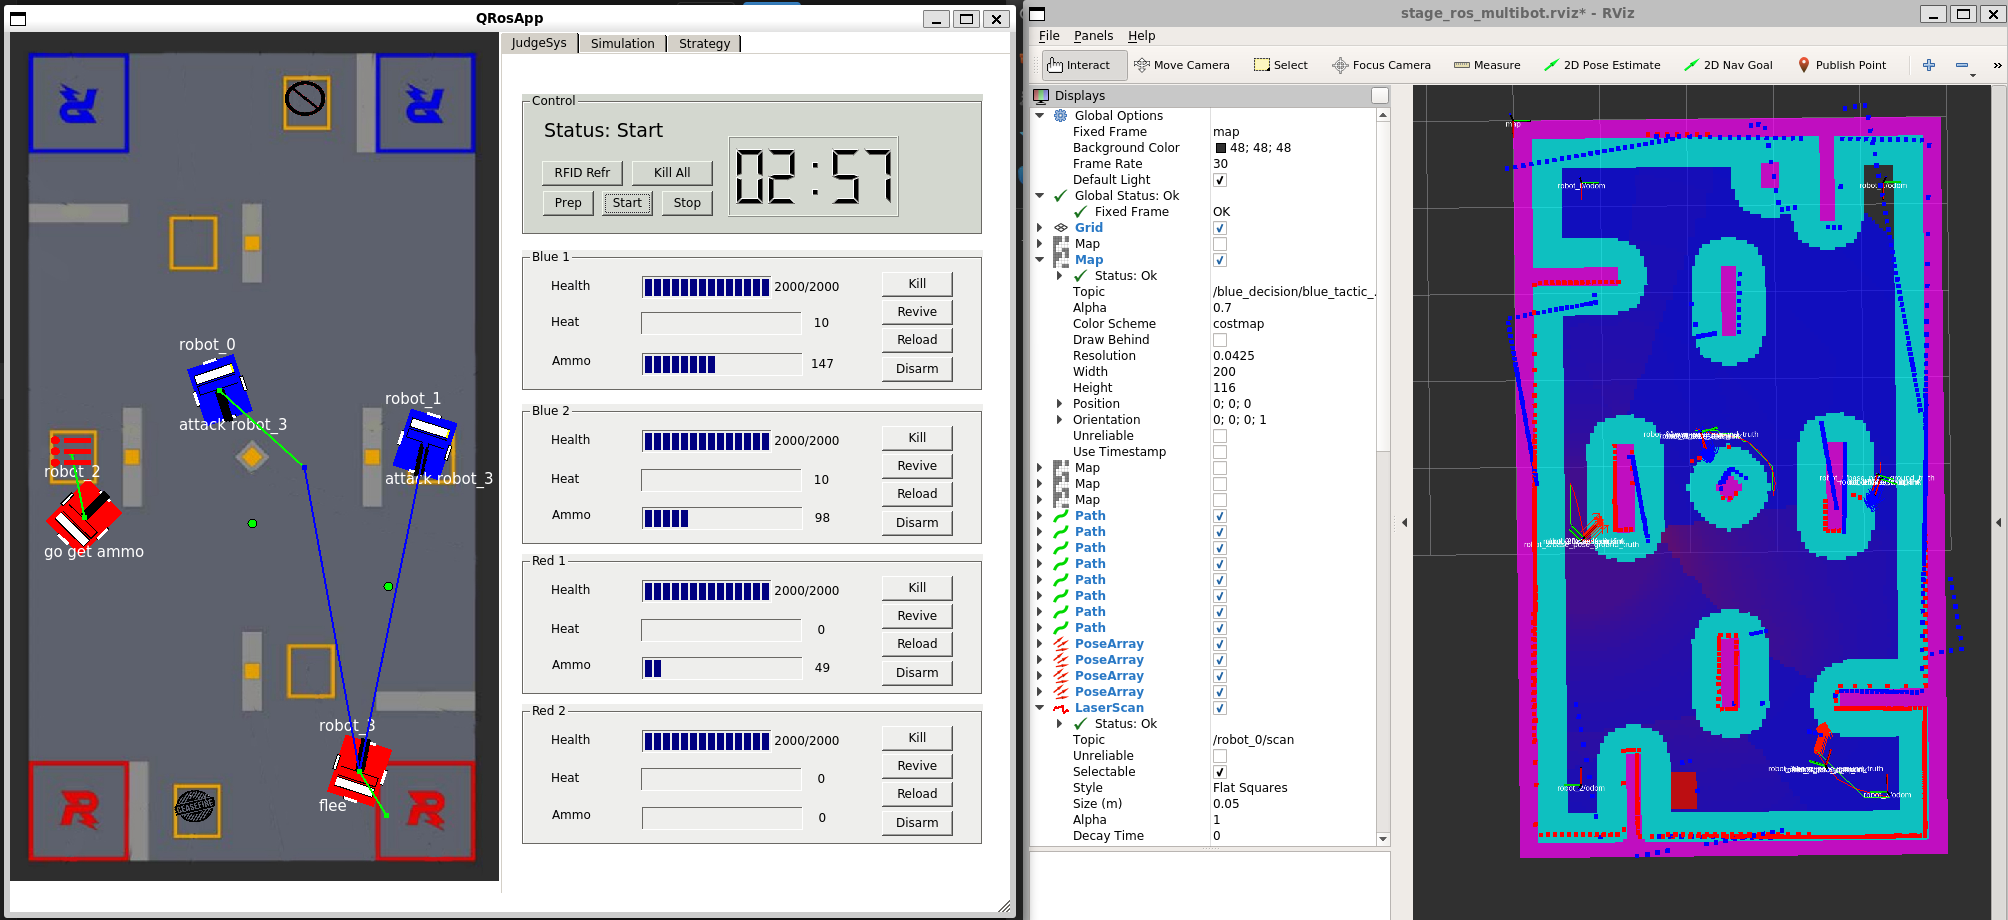 QRosApp
JudgeSys
Simulation
Strategy
Control
Status: Start
RFID Refr
Kill All
Prep
Start
Stop
02:57
Blue 1
Health
2000/2000
Kill
Revive
Heat
10
Reload
Ammo
147
Disarm
Blue 2
Health
2000/2000
Kill
Revive
Heat
10
Reload
Ammo
98
Disarm
Red 1
Health
2000/2000
Kill
Revive
Heat
0
Reload
Ammo
49
Disarm
Red 2
Health
2000/2000
Kill
Revive
Heat
0
Reload
Ammo
0
Disarm
robot_0
attack robot_3
robot_1
attack robot_3
robot_2
go get ammo
robot_3
flee
CEASEFIRE
stage_ros_multibot.rviz* - RViz
File Panels Help
Interact
Move Camera
Select
Focus Camera
Measure
2D Pose Estimate
2D Nav Goal
Publish Point
»
Displays
Global Options
Fixed Frame map
Background Color 48; 48; 48
Frame Rate 30
Default Light
Global Status: Ok
Fixed Frame OK
Grid
Map
Map
Status: Ok
Topic /blue_decision/blue_tactic_.
Alpha 0.7
Color Scheme costmap
Draw Behind
Resolution 0.0425
Width 200
Height 116
Position 0; 0; 0
Orientation 0; 0; 0; 1
Unreliable
Use Timestamp
Map
Map
Map
Path
Path
Path
Path
Path
Path
Path
Path
PoseArray
PoseArray
PoseArray
PoseArray
LaserScan
Status: Ok
Topic /robot_0/scan
Unreliable
Selectable
Style Flat Squares
Size (m) 0.05
Alpha 1
Decay Time 0
map
robot_2/odom